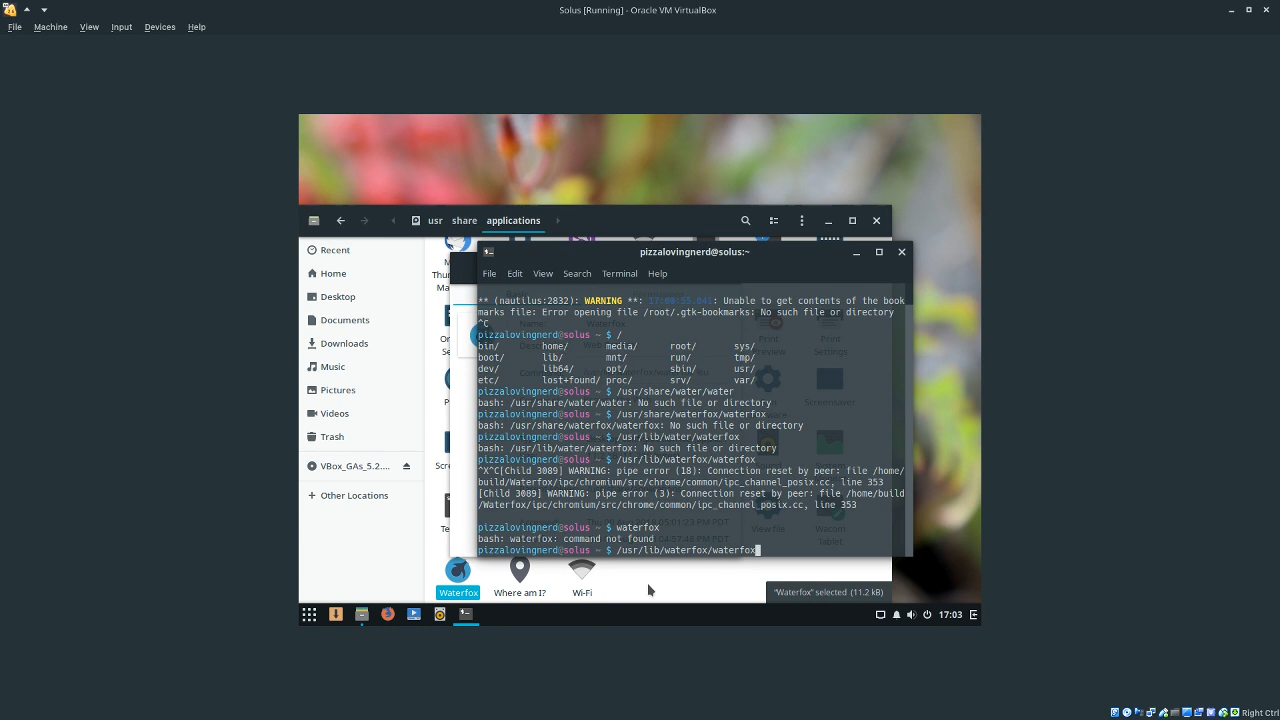 Solus [Running] - Oracle VM VirtualBox
File Machine View Input Devices Help
usr share applications
Recent
Home
Desktop
Documents
Downloads
Music
Pictures
Videos
Trash
VBox_GAs_5.2....
Other Locations
pizzalovingnerd@solus:~
File Edit View Search Terminal Help
** (nautilus:2832): WARNING **: 17:00:55.041: Unable to get contents of the book
marks file: Error opening file /root/.gtk-bookmarks: No such file or directory
^C
pizzalovingnerd@solus ~ $ /
bin/ home/ media/ root/ sys/
boot/ lib/ mnt/ run/ tmp/
dev/ lib64/ opt/ sbin/ usr/
etc/ lost+found/ proc/ srv/ var/
pizzalovingnerd@solus ~ $ /usr/share/water/water
bash: /usr/share/water/water: No such file or directory
pizzalovingnerd@solus ~ $ /usr/share/waterfox/waterfox
bash: /usr/share/waterfox/waterfox: No such file or directory
pizzalovingnerd@solus ~ $ /usr/lib/water/waterfox
bash: /usr/lib/water/waterfox: No such file or directory
pizzalovingnerd@solus ~ $ /usr/lib/waterfox/waterfox
^X^C[Child 3089] WARNING: pipe error (18): Connection reset by peer: file /home/
build/Waterfox/ipc/chromium/src/chrome/common/ipc_channel_posix.cc, line 353
[Child 3089] WARNING: pipe error (3): Connection reset by peer: file /home/build
/Waterfox/ipc/chromium/src/chrome/common/ipc_channel_posix.cc, line 353
pizzalovingnerd@solus ~ $ waterfox
bash: waterfox: command not found
pizzalovingnerd@solus ~ $ /usr/lib/waterfox/waterfox
Print Preview
Print Settings
Screensaver
View file
Wacom Tablet
Waterfox
Where am I?
Wi-Fi
"Waterfox" selected (11.2 kB)
17:03
Right Ctrl